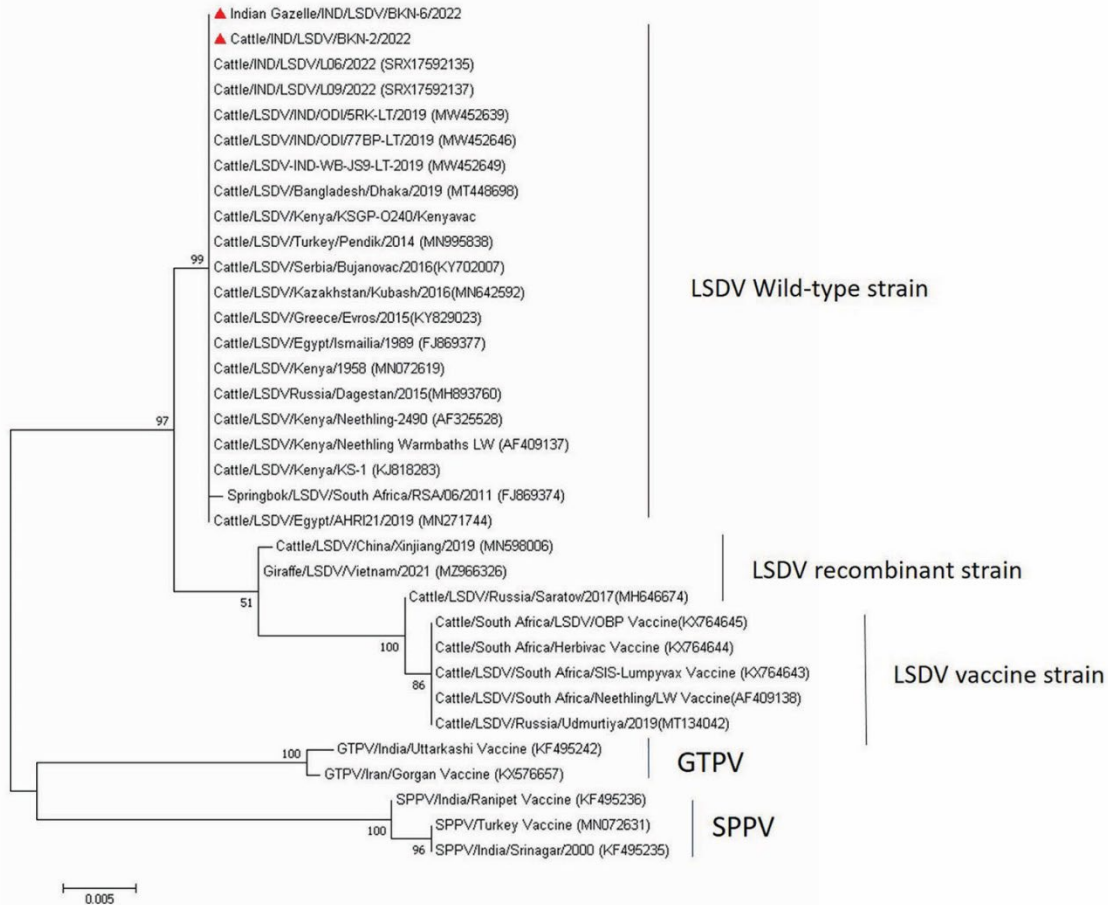 Indian Gazelle/IND/LSDV/BKN-6/2022
Cattle/IND/LSDV/BKN-2/2022
Cattle/IND/LSDV/L06/2022 (SRX17592135)
Cattle/IND/LSDV/L09/2022 (SRX17592137)
Cattle/LSDV/IND/ODI/5RK-LT/2019 (MW452639)
Cattle/LSDV/IND/ODI/77BP-LT/2019 (MW452646)
Cattle/LSDV-IND-WB-JS9-LT-2019 (MW452649)
Cattle/LSDV/Bangladesh/Dhaka/2019 (MT448698)
Cattle/LSDV/Kenya/KSGP-O240/Kenyavac
Cattle/LSDV/Turkey/Pendik/2014 (MN995838)
99
Cattle/LSDV/Serbia/Bujanovac/2016(KY702007)
Cattle/LSDV/Kazakhstan/Kubash/2016(MN642592)
LSDV Wild-type strain
Cattle/LSDV/Greece/Evros/2015(KY829023)
Cattle/LSDV/Egypt/Ismailia/1989 (FJ869377)
Cattle/LSDV/Kenya/1958 (MN072619)
Cattle/LSDVRussia/Dagestan/2015(MH893760)
97
Cattle/LSDV/Kenya/Neethling-2490 (AF325528)
Cattle/LSDV/Kenya/Neethling Warmbaths LW (AF409137)
Cattle/LSDV/Kenya/KS-1 (KJ818283)
Springbok/LSDV/South Africa/RSA/06/2011 (FJ869374)
Cattle/LSDV/Egypt/AHRI21/2019 (MN271744)
Cattle/LSDV/China/Xinjiang/2019 (MN598006)
Giraffe/LSDV/Vietnam/2021 (MZ966326)
LSDV recombinant strain
51
Cattle/LSDV/Russia/Saratov/2017(MH646674)
Cattle/South Africa/LSDV/OBP Vaccine(KX764645)
100
Cattle/South Africa/Herbivac Vaccine (KX764644)
Cattle/LSDV/South Africa/SIS-Lumpyvax Vaccine (KX764643)
LSDV vaccine strain
86
Cattle/LSDV/South Africa/Neethling/LW Vaccine(AF409138)
Cattle/LSDV/Russia/Udmurtiya/2019(MT134042)
100
GTPV/India/Uttarkashi Vaccine (KF495242)
GTPV
GTPV/Iran/Gorgan Vaccine (KX576657)
SPPV/India/Ranipet Vaccine (KF495236)
SPPV
100
SPPV/Turkey Vaccine (MN072631)
96
SPPV/India/Srinagar/2000 (KF495235)
0.005